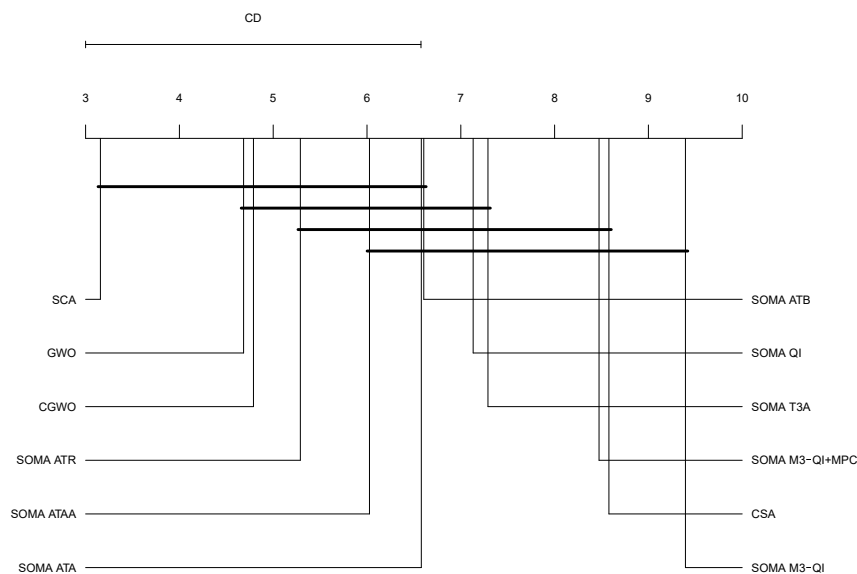 CD
3 4 5 6 7 8 9 10
SCA SOMA ATB
GWO SOMA QI
CGWO SOMA T3A
SOMA ATR SOMA M3−QI+MPC
SOMA ATAA CSA
SOMA ATA SOMA M3−QI